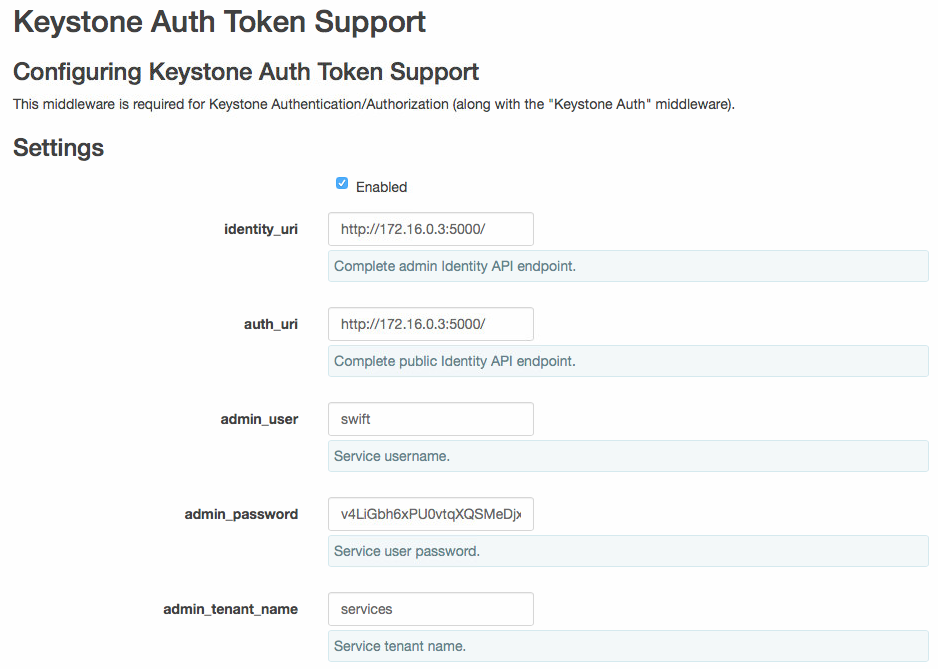 Keystone Auth Token Support
Configuring Keystone Auth Token Support
This middleware is required for Keystone Authentication/Authorization (along with the "Keystone Auth" middleware).
Settings
Enabled
identity_uri
http://172.16.0.3:5000/
Complete admin Identity API endpoint.
auth_uri
http://172.16.0.3:5000/
Complete public Identity API endpoint.
admin_user
swift
Service username.
admin_password
v4LiGbh6xPU0vtqXQSMeDjx
Service user password.
admin_tenant_name
services
Service tenant name.